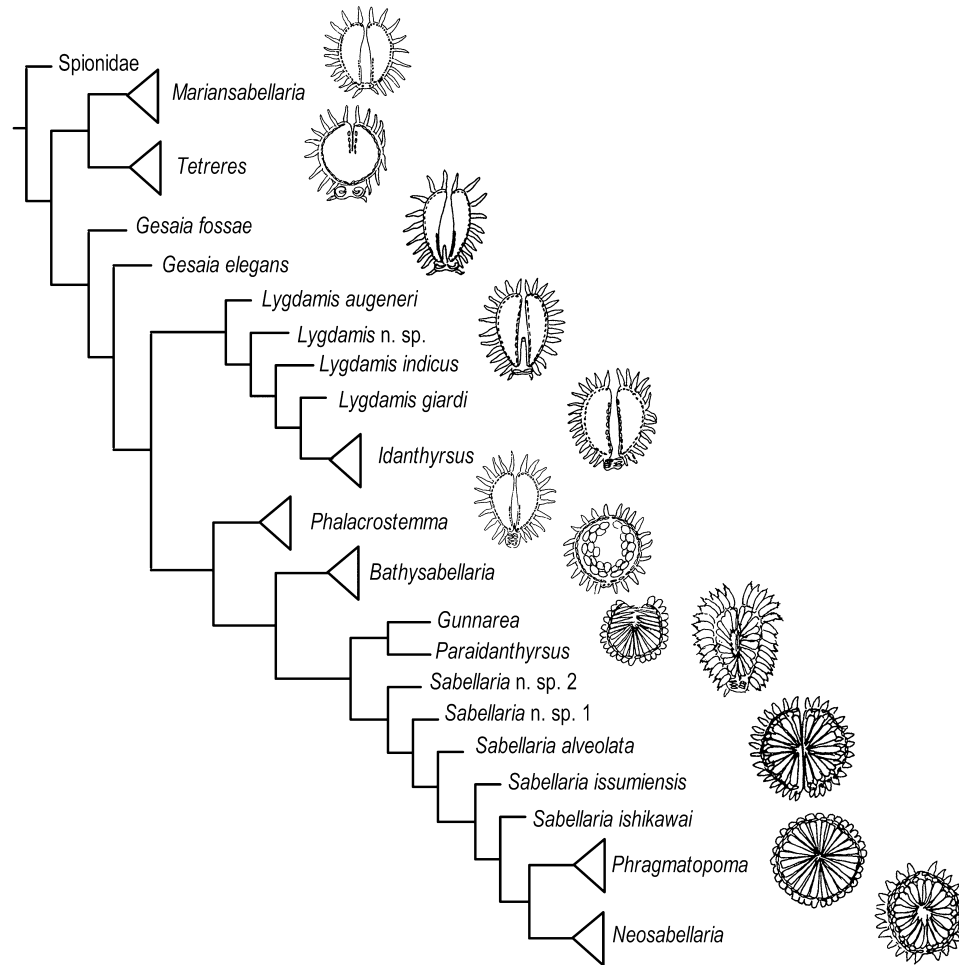 Spionidae
Mariansabellaria
Tetreres
Gesaia fossae
Gesaia elegans
Lygdamis augeneri
Lygdamis n. sp.
Lygdamis indicus
Lygdamis giardi
Idanthyrsus
Phalacrostemma
Bathysabellaria
Gunnarea
Paraidanthyrsus
Sabellaria n. sp. 2
Sabellaria n. sp. 1
Sabellaria alveolata
Sabellaria issumiensis
Sabellaria ishikawai
Phragmatopoma
Neosabellaria